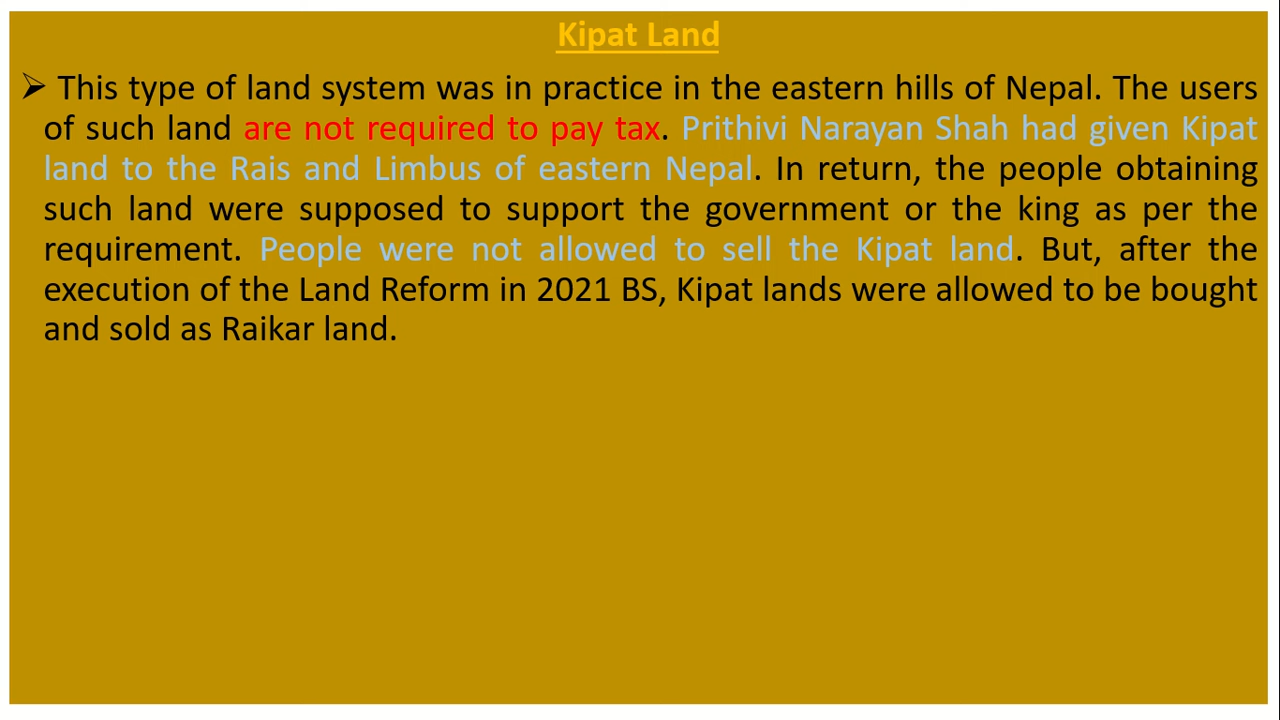 Kipat Land
➢ This type of land system was in practice in the eastern hills of Nepal. The users
of such land are not required to pay tax. Prithivi Narayan Shah had given Kipat
land to the Rais and Limbus of eastern Nepal. In return, the people obtaining
such land were supposed to support the government or the king as per the
requirement. People were not allowed to sell the Kipat land. But, after the
execution of the Land Reform in 2021 BS, Kipat lands were allowed to be bought
and sold as Raikar land.